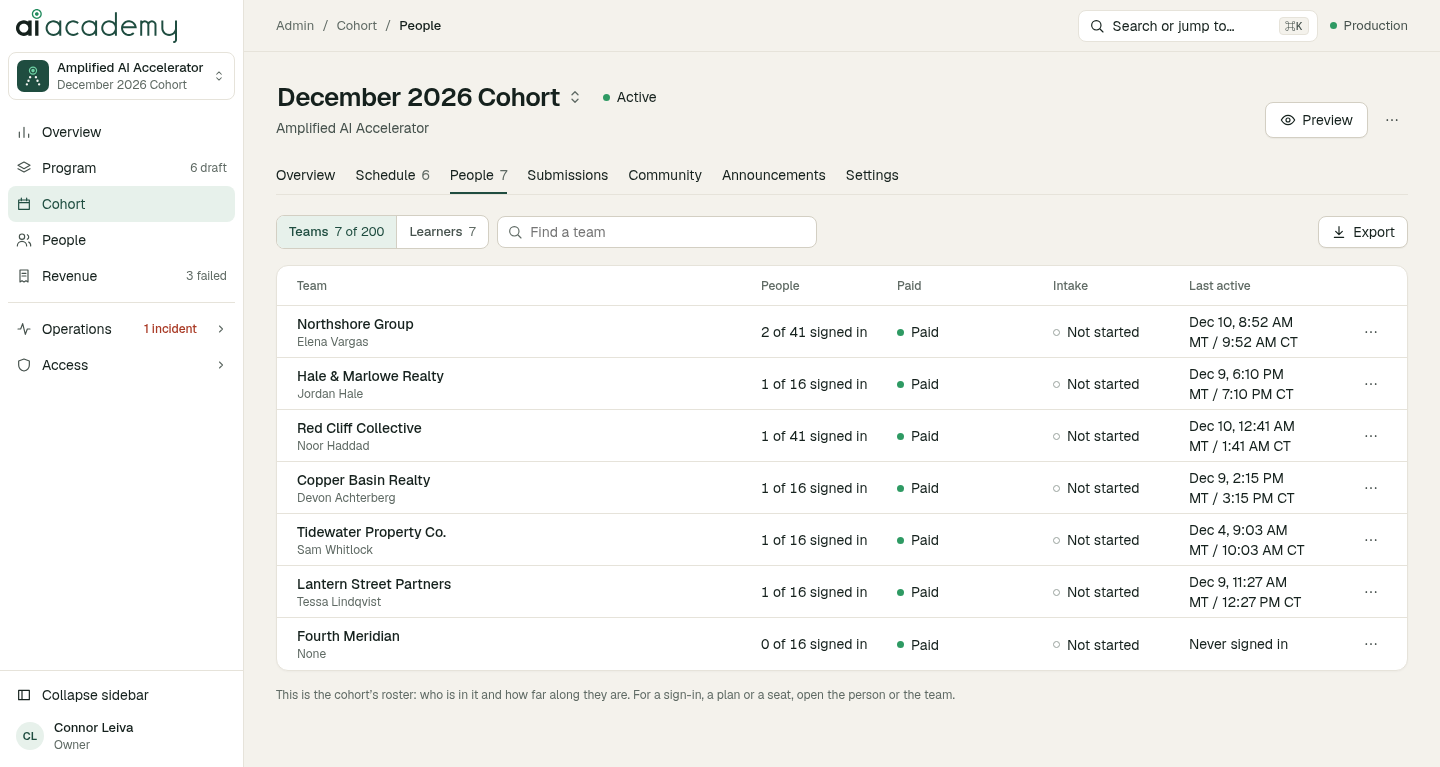 ai academy
Amplified AI Accelerator
December 2026 Cohort
Overview
Program 6 draft
Cohort
People
Revenue 3 failed
Operations 1 incident
Access
Collapse sidebar
CL
Connor Leiva
Owner
Admin / Cohort / People
Search or jump to… ⌘K
Production
December 2026 Cohort
Active
Amplified AI Accelerator
Preview
Overview Schedule 6 People 7 Submissions Community Announcements Settings
Teams 7 of 200 Learners 7 Find a team Export
Team People Paid Intake Last active
Northshore Group
Elena Vargas
2 of 41 signed in Paid Not started
Dec 10, 8:52 AM
MT / 9:52 AM CT
Hale & Marlowe Realty
Jordan Hale
1 of 16 signed in Paid Not started
Dec 9, 6:10 PM
MT / 7:10 PM CT
Red Cliff Collective
Noor Haddad
1 of 41 signed in Paid Not started
Dec 10, 12:41 AM
MT / 1:41 AM CT
Copper Basin Realty
Devon Achterberg
1 of 16 signed in Paid Not started
Dec 9, 2:15 PM
MT / 3:15 PM CT
Tidewater Property Co.
Sam Whitlock
1 of 16 signed in Paid Not started
Dec 4, 9:03 AM
MT / 10:03 AM CT
Lantern Street Partners
Tessa Lindqvist
1 of 16 signed in Paid Not started
Dec 9, 11:27 AM
MT / 12:27 PM CT
Fourth Meridian
None
0 of 16 signed in Paid Not started
Never signed in
This is the cohort's roster: who is in it and how far along they are. For a sign-in, a plan or a seat, open the person or the team.